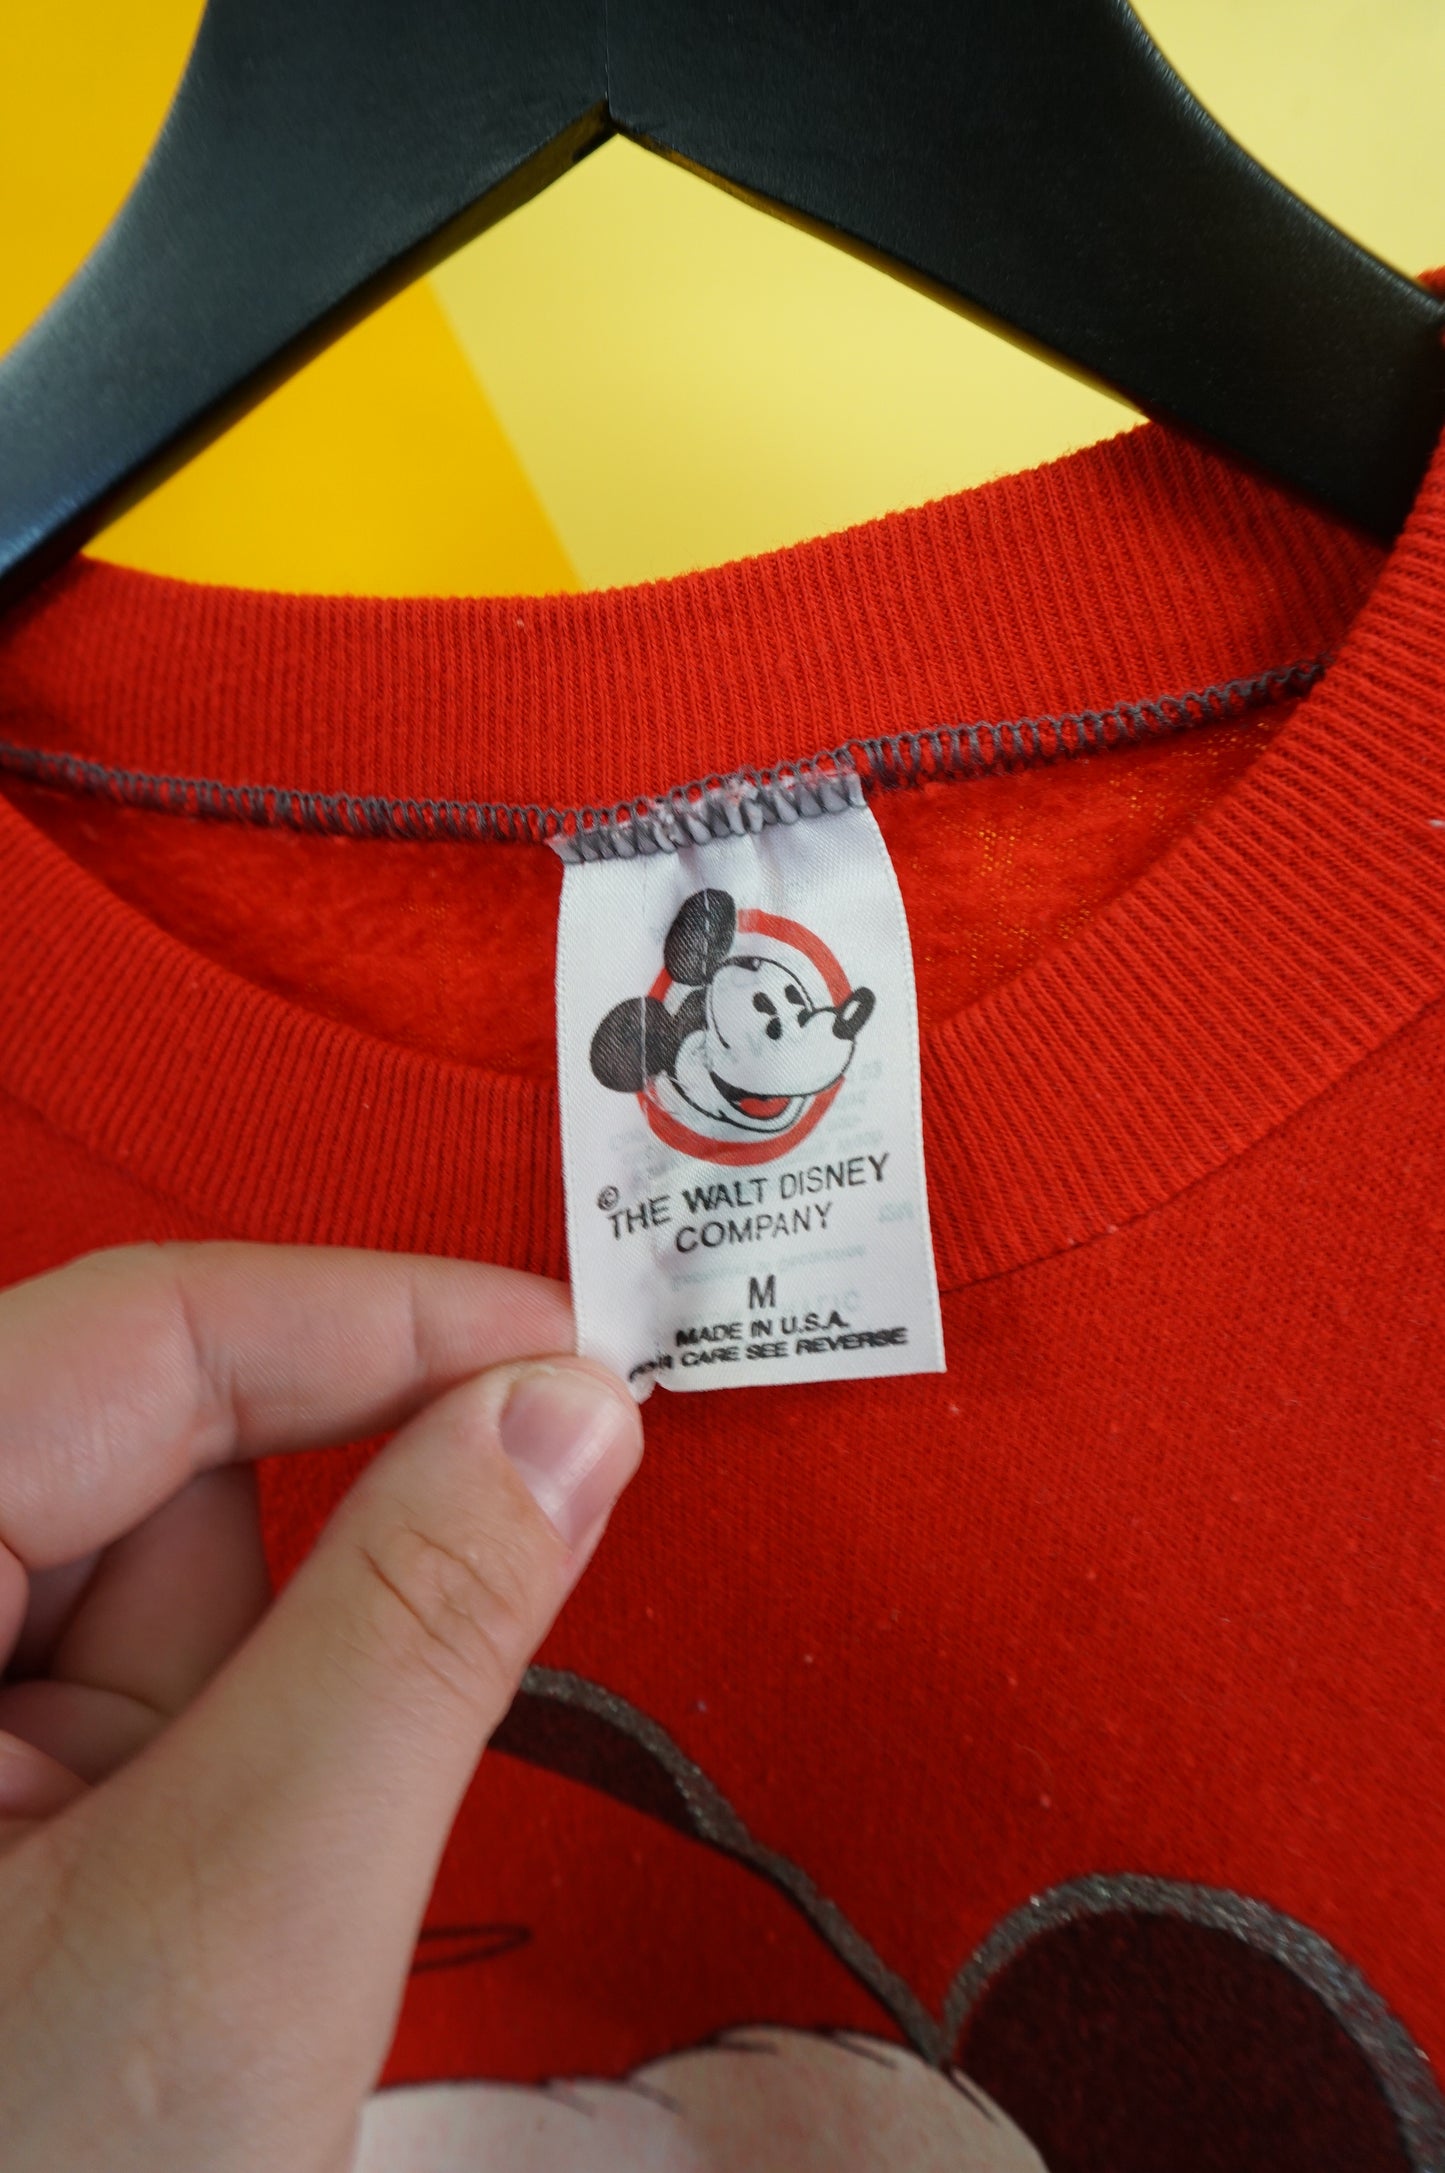 © THE WALT DISNEY
COMPANY
M
MADE IN U.S.A.
CARE SEE REVERSE